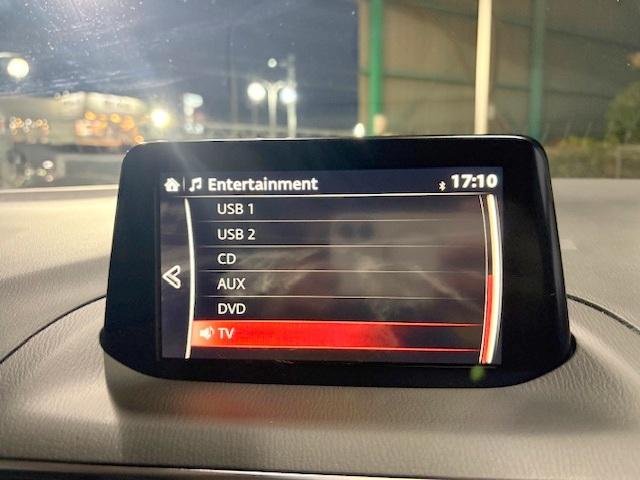 Entertainment 17:10
USB 1
USB 2
CD
AUX
DVD
TV